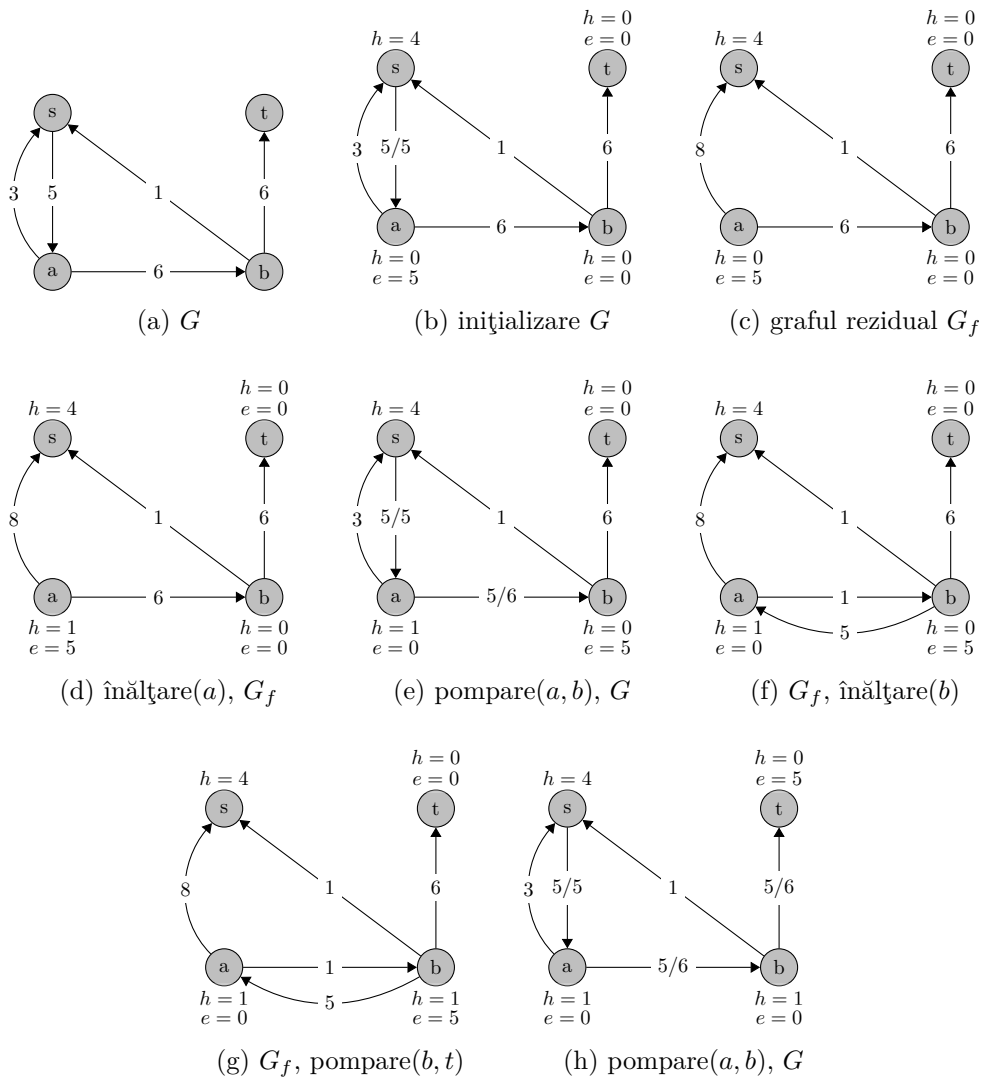 s
t
3
5
1
6
a
6
b
(a) G
h = 4
h = 0
e = 0
s
t
3
5/5
1
6
a
6
b
h = 0
e = 5
h = 0
e = 0
(b) iniţializare G
h = 4
h = 0
e = 0
s
t
8
1
6
a
6
b
h = 0
e = 5
h = 0
e = 0
(c) graful rezidual G_f
h = 4
h = 0
e = 0
s
t
8
1
6
a
6
b
h = 1
e = 5
h = 0
e = 0
(d) înălţare(a), G_f
h = 4
h = 0
e = 0
s
t
3
5/5
1
6
a
5/6
b
h = 1
e = 0
h = 0
e = 5
(e) pompare(a, b), G
h = 4
h = 0
e = 0
s
t
8
1
6
a
1
b
5
h = 1
e = 0
h = 0
e = 5
(f) G_f, înălţare(b)
h = 4
h = 0
e = 0
s
t
8
1
6
a
1
b
5
h = 1
e = 0
h = 1
e = 5
(g) G_f, pompare(b, t)
h = 4
h = 0
e = 5
s
t
3
5/5
1
5/6
a
5/6
b
h = 1
e = 0
h = 1
e = 0
(h) pompare(a, b), G